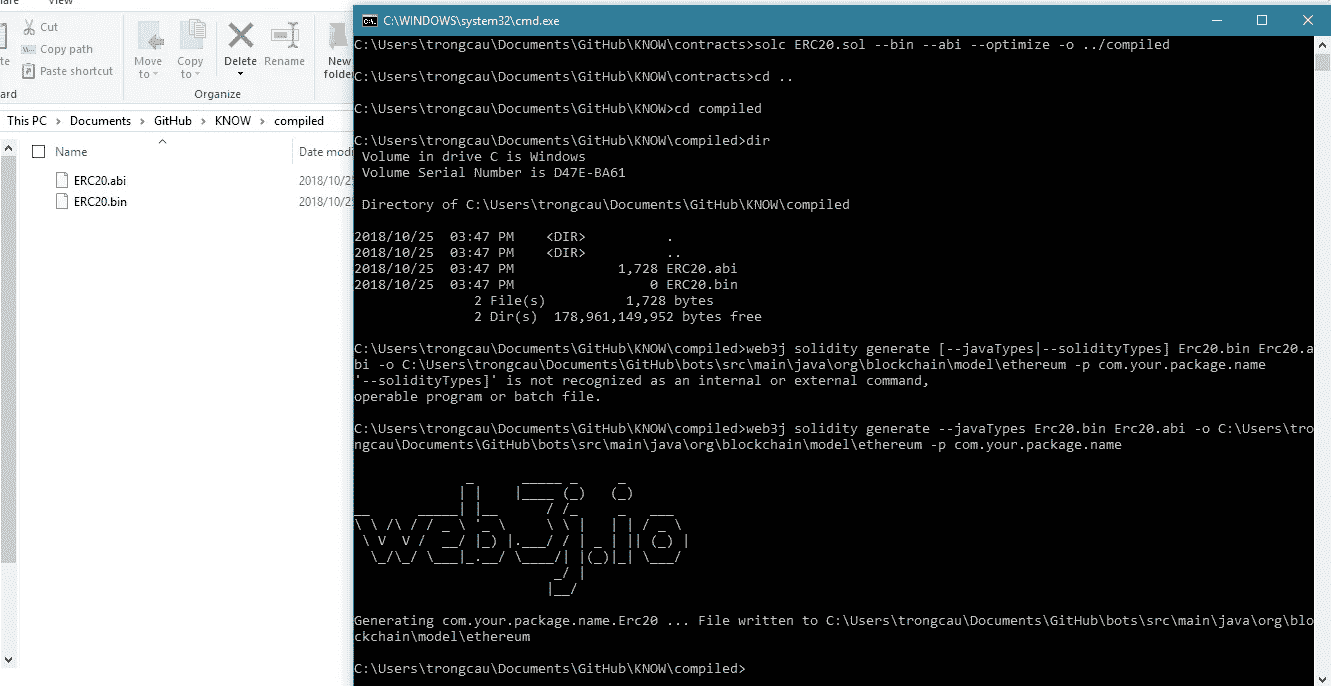 are
View
Cut
Copy path
Paste shortcut
te
ard
Move to
Copy to
Delete
Rename
New folder
Organize
This PC > Documents > GitHub > KNOW > compiled
Name
Date modi
ERC20.abi 2018/10/25
ERC20.bin 2018/10/25
C:\WINDOWS\system32\cmd.exe
C:\Users\trongcau\Documents\GitHub\KNOW\contracts>solc ERC20.sol --bin --abi --optimize -o ../compiled
C:\Users\trongcau\Documents\GitHub\KNOW\contracts>cd ..
C:\Users\trongcau\Documents\GitHub\KNOW>cd compiled
C:\Users\trongcau\Documents\GitHub\KNOW\compiled>dir
Volume in drive C is Windows
Volume Serial Number is D47E-BA61
Directory of C:\Users\trongcau\Documents\GitHub\KNOW\compiled
2018/10/25  03:47 PM    <DIR>          .
2018/10/25  03:47 PM    <DIR>          ..
2018/10/25  03:47 PM             1,728 ERC20.abi
2018/10/25  03:47 PM                 0 ERC20.bin
2 File(s)          1,728 bytes
2 Dir(s)  178,961,149,952 bytes free
C:\Users\trongcau\Documents\GitHub\KNOW\compiled>web3j solidity generate [--javaTypes|--solidityTypes] Erc20.bin Erc20.a
bi -o C:\Users\trongcau\Documents\GitHub\bots\src\main\java\org\blockchain\model\ethereum -p com.your.package.name
'--solidityTypes]' is not recognized as an internal or external command,
operable program or batch file.
C:\Users\trongcau\Documents\GitHub\KNOW\compiled>web3j solidity generate --javaTypes Erc20.bin Erc20.abi -o C:\Users\tro
ngcau\Documents\GitHub\bots\src\main\java\org\blockchain\model\ethereum -p com.your.package.name
web3j.io
Generating com.your.package.name.Erc20 ... File written to C:\Users\trongcau\Documents\GitHub\bots\src\main\java\org\blo
ckchain\model\ethereum
C:\Users\trongcau\Documents\GitHub\KNOW\compiled>